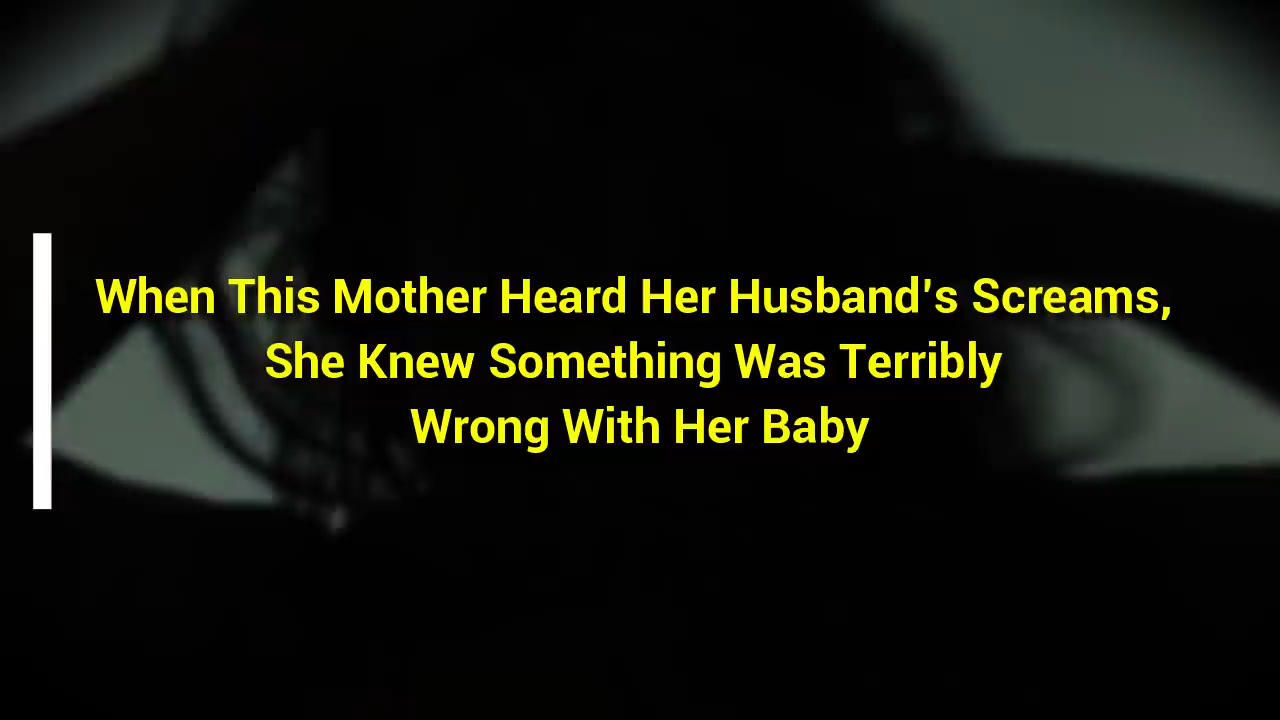 When This Mother Heard Her Husband's Screams,
She Knew Something Was Terribly
Wrong With Her Baby